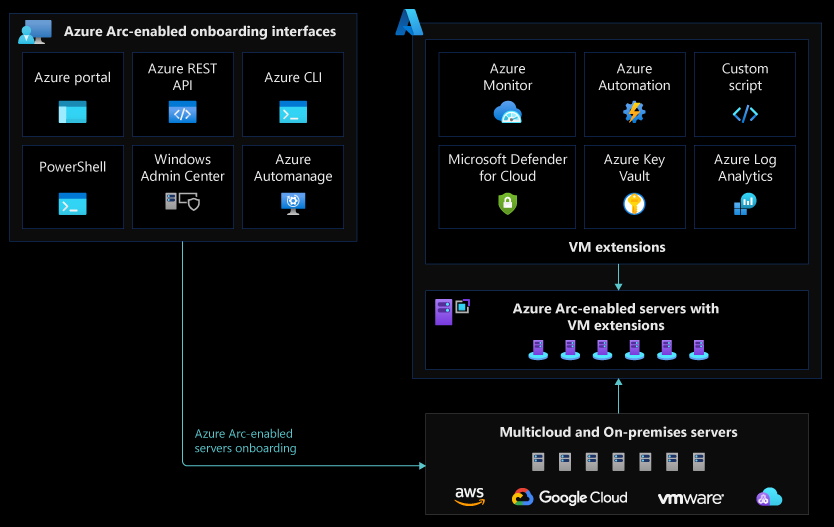 Azure Arc-enabled onboarding interfaces
Azure portal
Azure REST
API
Azure CLI
PowerShell
Windows
Admin Center
Azure
Automanage
Azure
Monitor
Azure
Automation
Custom
script
Microsoft Defender
for Cloud
Azure Key
Vault
Azure Log
Analytics
VM extensions
Azure Arc-enabled servers with
VM extensions
Azure Arc-enabled
servers onboarding
Multicloud and On-premises servers
aws
Google Cloud
vmware®